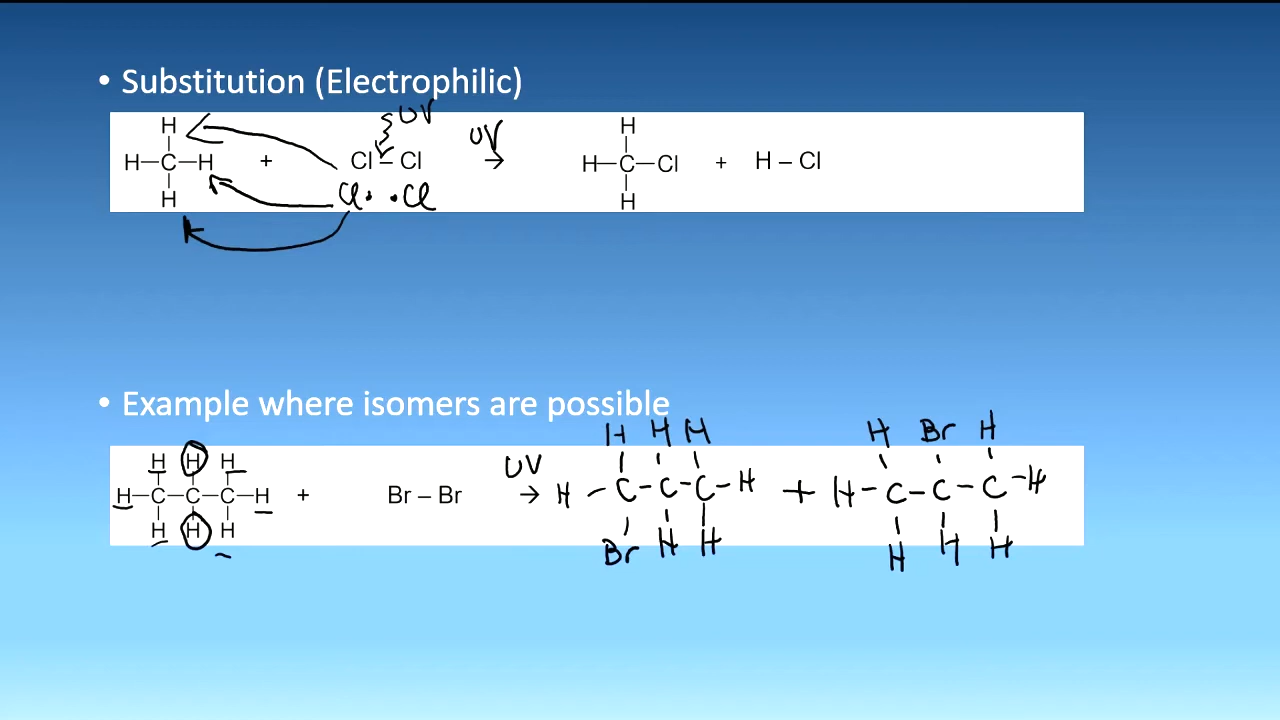 • Substitution (Electrophilic)
UV
H H
UV
H–C–H + Cl – Cl → H–C–Cl + H – Cl
H Cl• •Cl H
• Example where isomers are possible
H H H H Br H
H H H UV
H–C–C–C–H + Br – Br → H – C – C – C – H + H – C – C – C – H
H H H
Br H H H H H